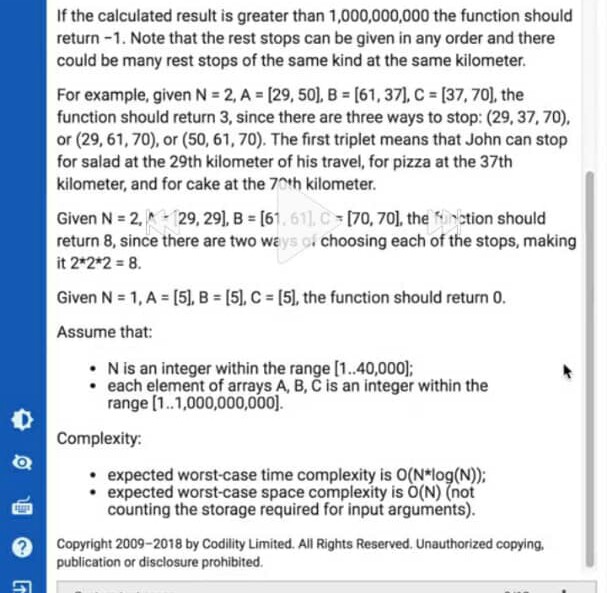 If the calculated result is greater than 1,000,000,000 the function should
return −1. Note that the rest stops can be given in any order and there
could be many rest stops of the same kind at the same kilometer.
For example, given N = 2, A = [29, 50], B = [61, 37], C = [37, 70], the
function should return 3, since there are three ways to stop: (29, 37, 70),
or (29, 61, 70), or (50, 61, 70). The first triplet means that John can stop
for salad at the 29th kilometer of his travel, for pizza at the 37th
kilometer, and for cake at the 70th kilometer.
Given N = 2, A = [29, 29], B = [61, 61], C = [70, 70], the function should
return 8, since there are two ways of choosing each of the stops, making
it 2*2*2 = 8.
Given N = 1, A = [5], B = [5], C = [5], the function should return 0.
Assume that:
• N is an integer within the range [1..40,000];
• each element of arrays A, B, C is an integer within the
range [1..1,000,000,000].
Complexity:
• expected worst-case time complexity is O(N*log(N));
• expected worst-case space complexity is O(N) (not
counting the storage required for input arguments).
Copyright 2009–2018 by Codility Limited. All Rights Reserved. Unauthorized copying,
publication or disclosure prohibited.